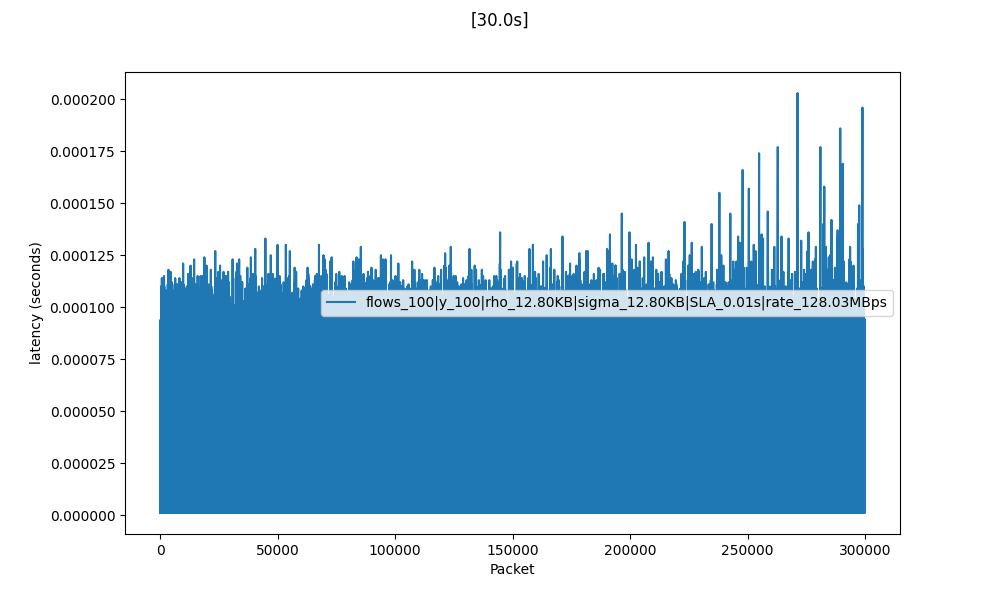 [30.0s]
0.000200
0.000175
0.000150
0.000125
0.000100
0.000075
0.000050
0.000025
0.000000
latency (seconds)
flows_100|y_100|rho_12.80KB|sigma_12.80KB|SLA_0.01s|rate_128.03MBps
0 50000 100000 150000 200000 250000 300000
Packet